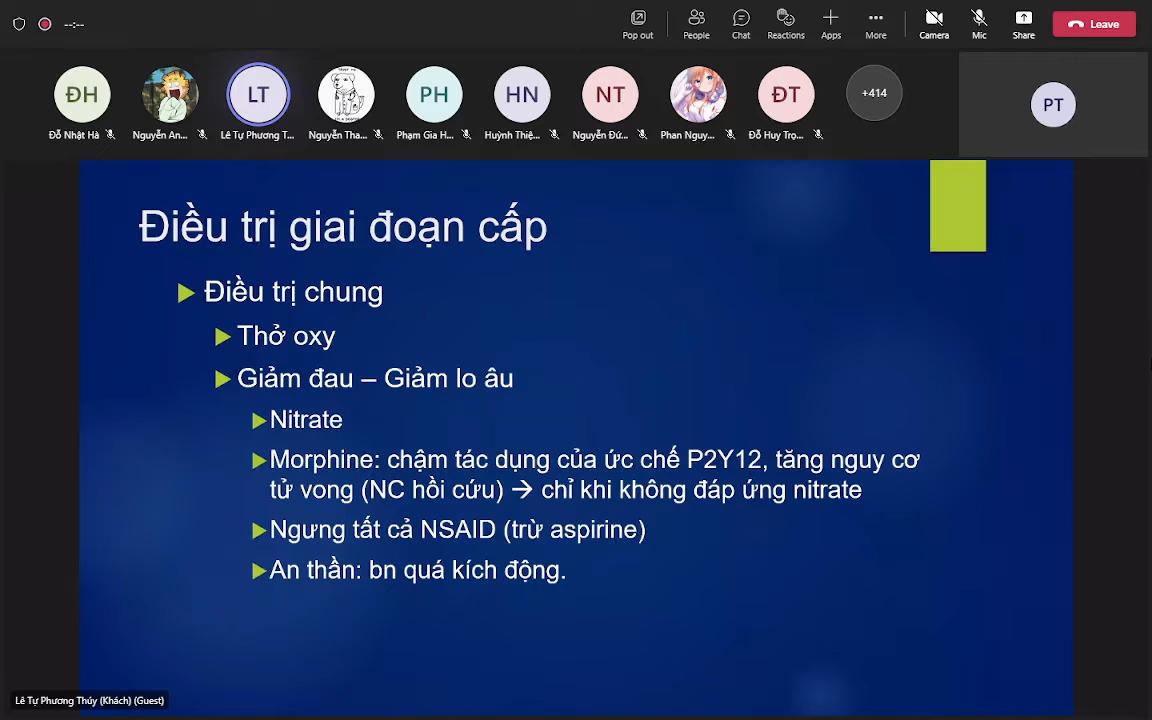 --:--
Pop out
People
Chat
Reactions
Apps
More
Camera
Mic
Share
Leave
ĐH
LT
PH
HN
NT
ĐT
+414
PT
Đỗ Nhật Hà
Nguyễn An...
Lê Tự Phương T...
Nguyễn Tha...
Phạm Gia H...
Huỳnh Thiệ...
Nguyễn Đứ...
Phan Nguy...
Đỗ Huy Trọ...
Điều trị giai đoạn cấp
Điều trị chung
Thở oxy
Giảm đau – Giảm lo âu
Nitrate
Morphine: chậm tác dụng của ức chế P2Y12, tăng nguy cơ
tử vong (NC hồi cứu) → chỉ khi không đáp ứng nitrate
Ngưng tất cả NSAID (trừ aspirine)
An thần: bn quá kích động.
Lê Tự Phương Thúy (Khách) (Guest)